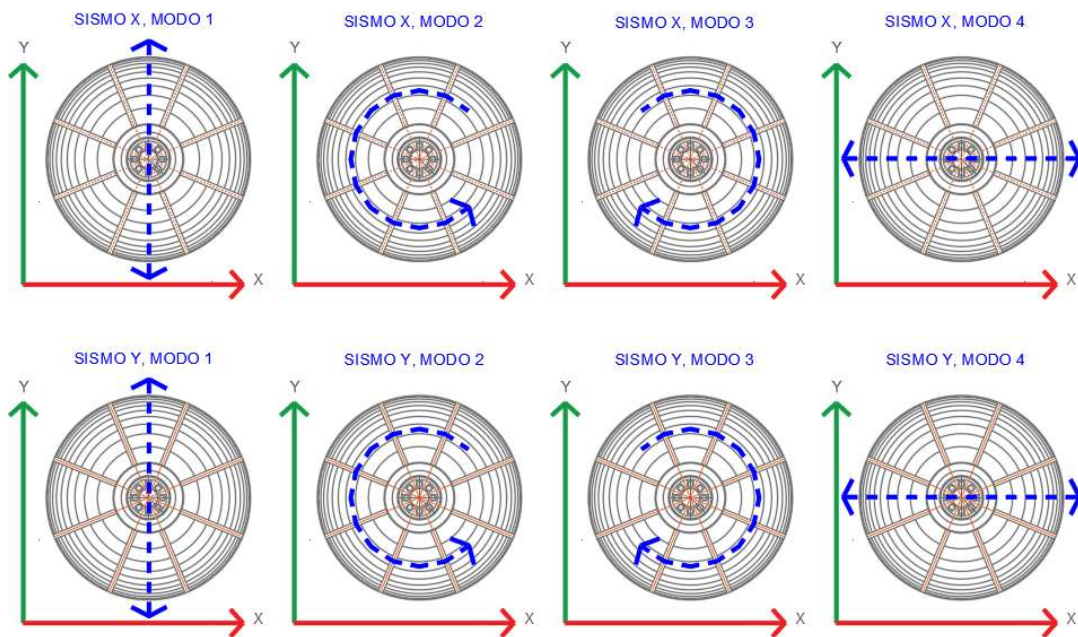 SISMO X, MODO 1 SISMO X, MODO 2 SISMO X, MODO 3 SISMO X, MODO 4
Y Y Y Y
X X X X
SISMO Y, MODO 1 SISMO Y, MODO 2 SISMO Y, MODO 3 SISMO Y, MODO 4
Y Y Y Y
X X X X